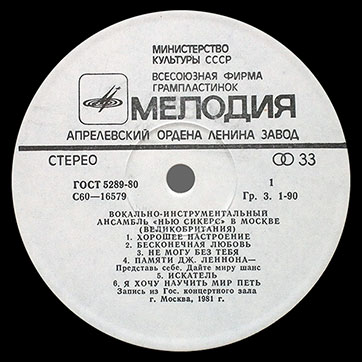 МИНИСТЕРСТВО
КУЛЬТУРЫ СССР
ВСЕСОЮЗНАЯ ФИРМА
ГРАМПЛАСТИНОК
МЕЛОДИЯ
АПРЕЛЕВСКИЙ ОРДЕНА ЛЕНИНА ЗАВОД
СТЕРЕО 33
ГОСТ 5289-80 1
С60—16579 Гр. 3. 1-90
ВОКАЛЬНО-ИНСТРУМЕНТАЛЬНЫЙ
АНСАМБЛЬ «НЬЮ СИКЕРС» В МОСКВЕ
(ВЕЛИКОБРИТАНИЯ)
1. ХОРОШЕЕ НАСТРОЕНИЕ
2. БЕСКОНЕЧНАЯ ЛЮБОВЬ
3. НЕ МОГУ БЕЗ ТЕБЯ
4. ПАМЯТИ ДЖ. ЛЕННОНА—
Представь себе. Дайте миру шанс
5. ИСКАТЕЛЬ
6. Я ХОЧУ НАУЧИТЬ МИР ПЕТЬ
Запись из Гос. концертного зала
г. Москва, 1981 г.